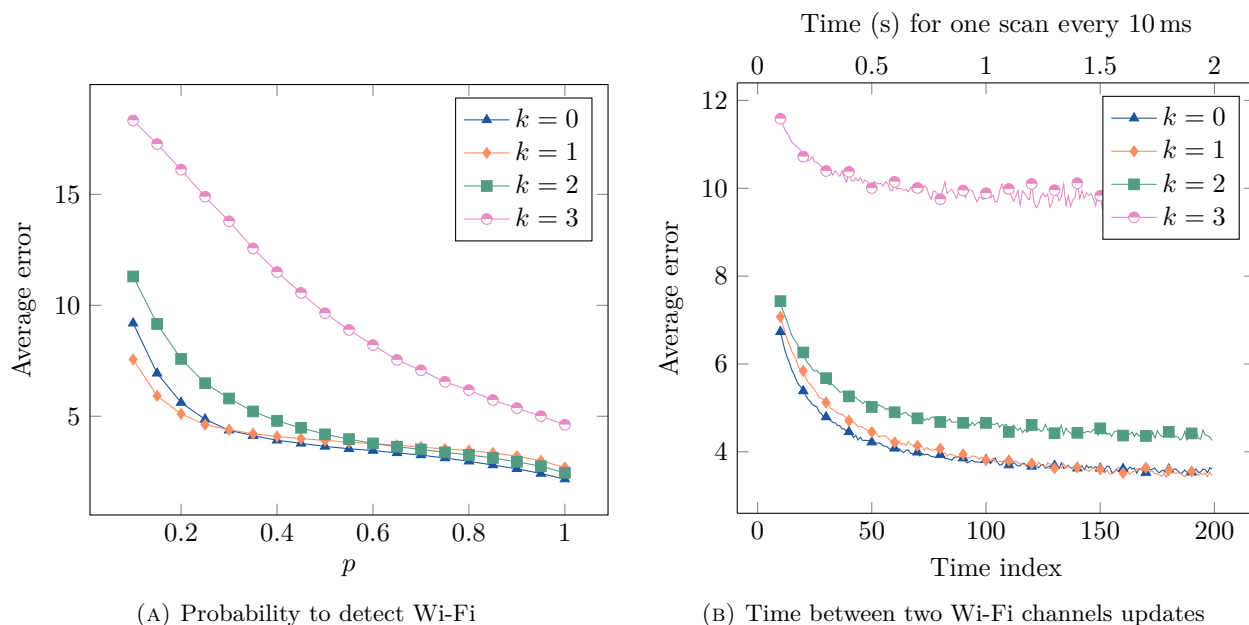 Average error
15
10
5
0.2 0.4 0.6 0.8 1
p
k = 0
k = 1
k = 2
k = 3
(A) Probability to detect Wi-Fi
Time (s) for one scan every 10 ms
0 0.5 1 1.5 2
Average error
12
10
8
6
4
0 50 100 150 200
Time index
k = 0
k = 1
k = 2
k = 3
(B) Time between two Wi-Fi channels updates